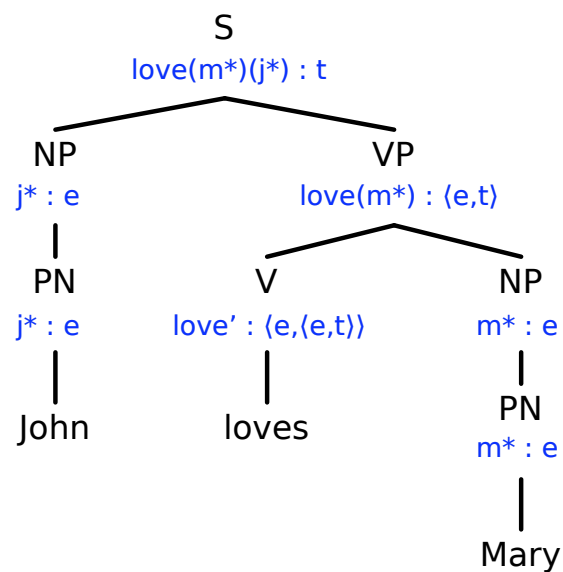 S
love(m*)(j*) : t
NP VP
j* : e love(m*) : ⟨e,t⟩
PN V NP
j* : e love’ : ⟨e,⟨e,t⟩⟩ m* : e
John loves PN
m* : e
Mary